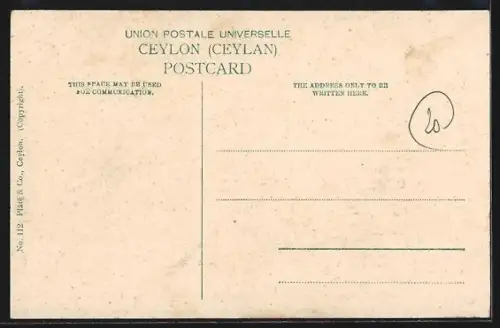 UNION POSTALE UNIVERSELLE
CEYLON (CEYLAN)
POSTCARD
THIS SPACE MAY BE USED
FOR COMMUNICATION.
THE ADDRESS ONLY TO BE
WRITTEN HERE.
20
No. 112 Plâté & Co., Ceylon. (Copyright).